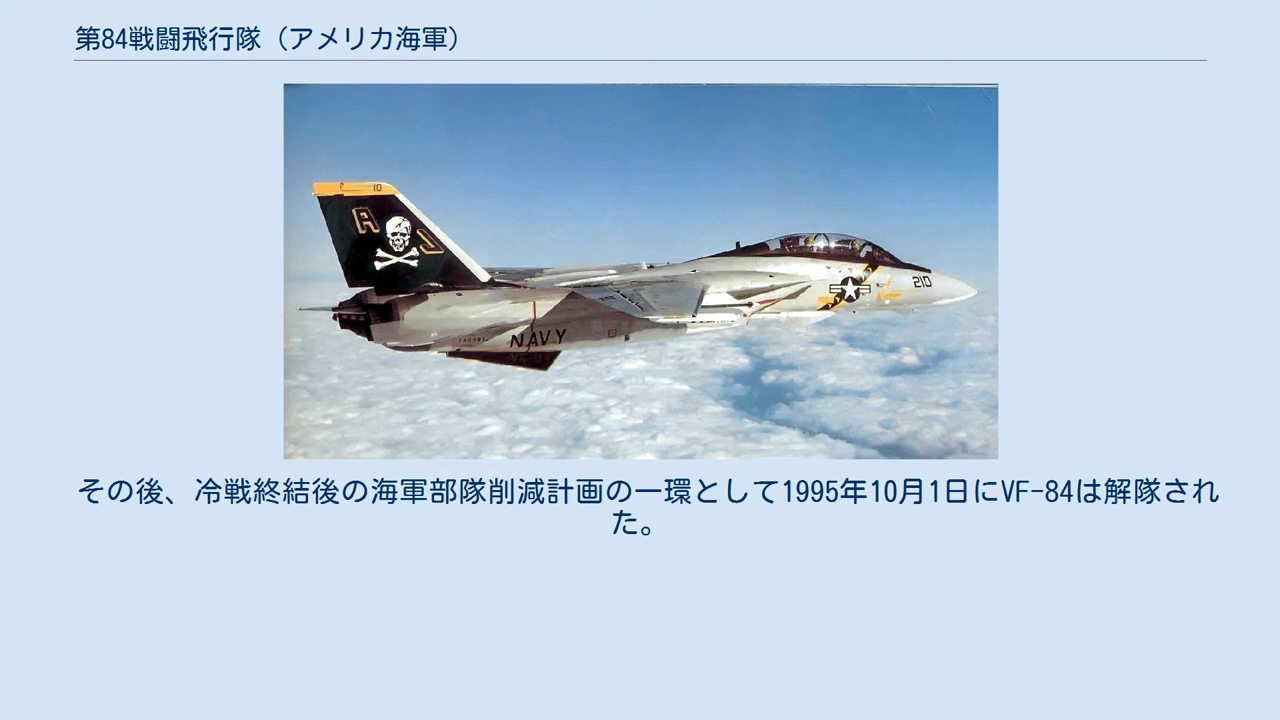 第84戦闘飛行隊（アメリカ海軍）
10
A
J
210
NAVY
その後、冷戦終結後の海軍部隊削減計画の一環として1995年10月1日にVF-84は解隊され
た。